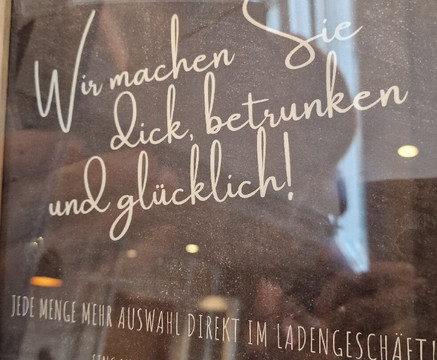 Wir machen Sie
dick, betrunken
und glücklich!
JEDE MENGE MEHR AUSWAHL DIREKT IM LADENGESCHÄFT!